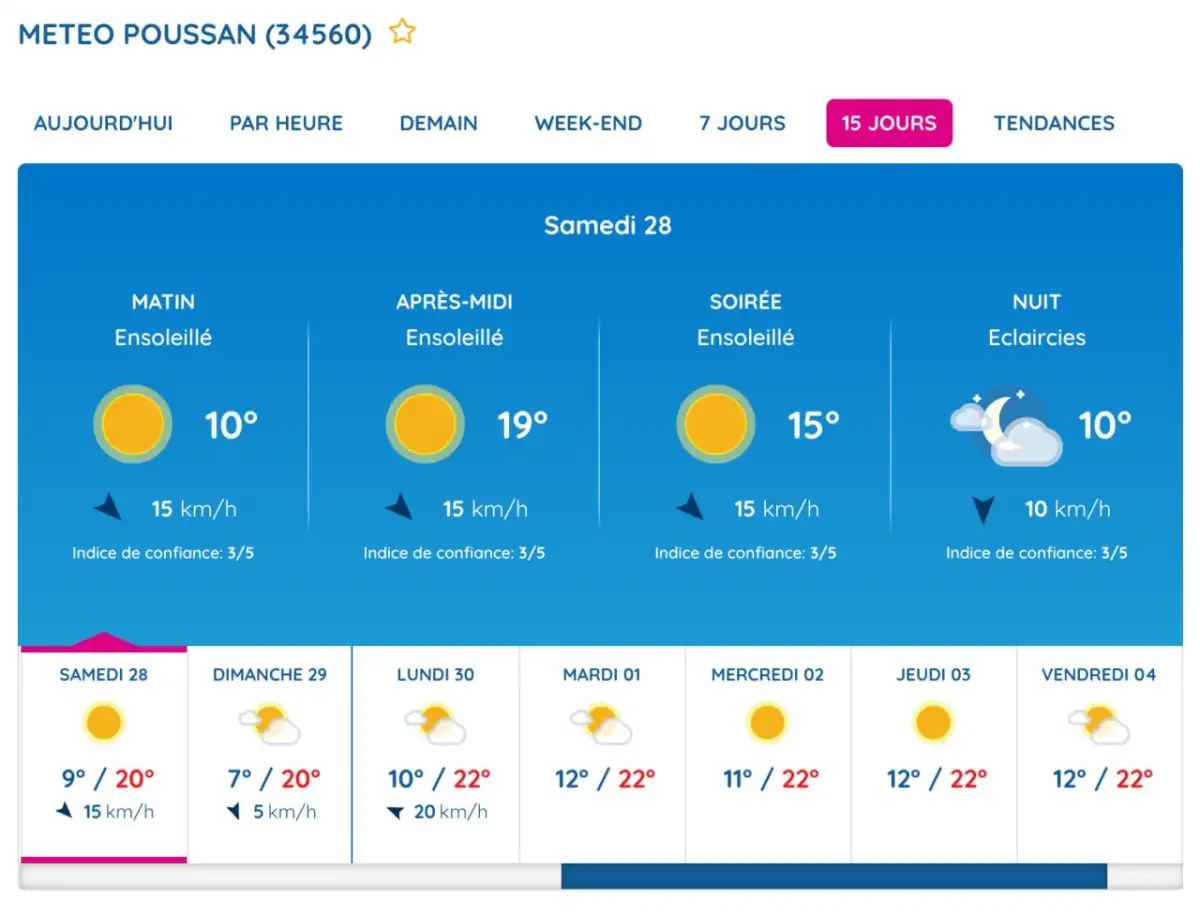 METEO POUSSAN (34560)
AUJOURD'HUI PAR HEURE DEMAIN WEEK-END 7 JOURS 15 JOURS TENDANCES
Samedi 28
MATIN APRÈS-MIDI SOIRÉE NUIT
Ensoleillé Ensoleillé Ensoleillé Eclaircies
10° 19° 15° 10°
15 km/h 15 km/h 15 km/h 10 km/h
Indice de confiance: 3/5 Indice de confiance: 3/5 Indice de confiance: 3/5 Indice de confiance: 3/5
SAMEDI 28 DIMANCHE 29 LUNDI 30 MARDI 01 MERCREDI 02 JEUDI 03 VENDREDI 04
9° / 20° 7° / 20° 10° / 22° 12° / 22° 11° / 22° 12° / 22° 12° / 22°
15 km/h 5 km/h 20 km/h